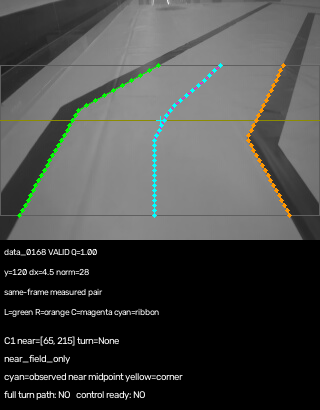 data_0168 VALID Q=1.00
y=120 dx=4.5 norm=28
same-frame measured pair
L=green R=orange C=magenta cyan=ribbon
C1 near=[65, 215] turn=None
near_field_only
cyan=observed near midpoint yellow=corner
full turn path: NO control ready: NO